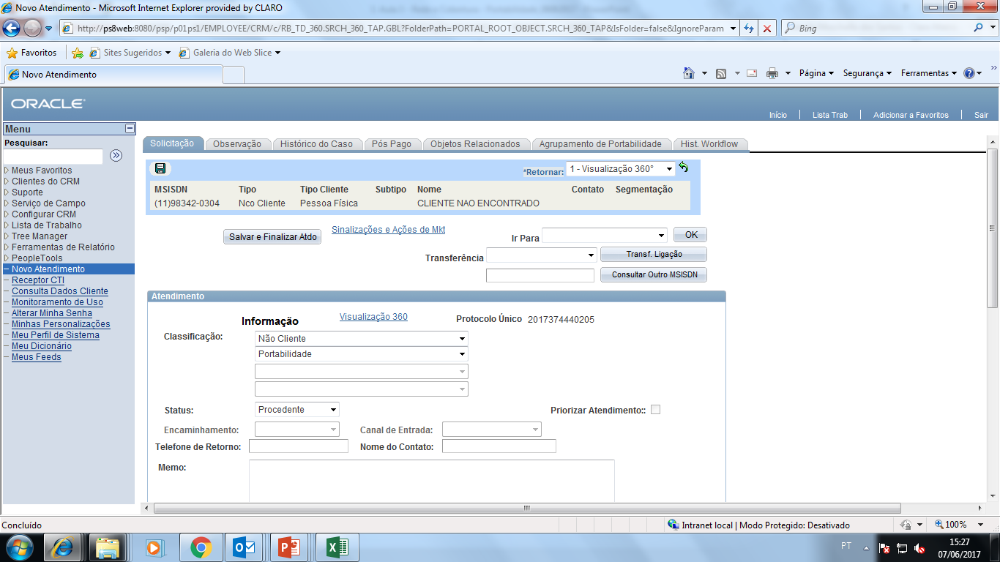 Novo Atendimento - Microsoft Internet Explorer provided by CLARO
http://ps8web:8080/psp/p01ps1/EMPLOYEE/CRM/c/RB_TD_360.SRCH_360_TAP.GBL?FolderPath=PORTAL_ROOT_OBJECT.SRCH_360_TAP&IsFolder=false&IgnoreParam
Bing
Favoritos
Sites Sugeridos
Galeria do Web Slice
Novo Atendimento
Página
Segurança
Ferramentas
ORACLE
Início
Lista Trab
Adicionar a Favoritos
Sair
Menu
Pesquisar:
Meus Favoritos
Clientes do CRM
Suporte
Serviço de Campo
Configurar CRM
Lista de Trabalho
Tree Manager
Ferramentas de Relatório
PeopleTools
Novo Atendimento
Receptor CTI
Consulta Dados Cliente
Monitoramento de Uso
Alterar Minha Senha
Minhas Personalizações
Meu Perfil de Sistema
Meu Dicionário
Meus Feeds
Solicitação
Observação
Histórico do Caso
Pós Pago
Objetos Relacionados
Agrupamento de Portabilidade
Hist. Workflow
*Retornar: 1 - Visualização 360°
MSISDN Tipo Tipo Cliente Subtipo Nome Contato Segmentação
(11)98342-0304 Nco Cliente Pessoa Física CLIENTE NAO ENCONTRADO
Salvar e Finalizar Atdo
Sinalizações e Ações de Mkt
Ir Para
OK
Transferência
Transf. Ligação
Consultar Outro MSISDN
Atendimento
Informação
Visualização 360
Protocolo Único 2017374440205
Classificação:
Não Cliente
Portabilidade
Status: Procedente
Priorizar Atendimento::
Encaminhamento:
Canal de Entrada:
Telefone de Retorno:
Nome do Contato:
Memo:
Concluído
Intranet local | Modo Protegido: Desativado
100%
PT
15:27
07/06/2017